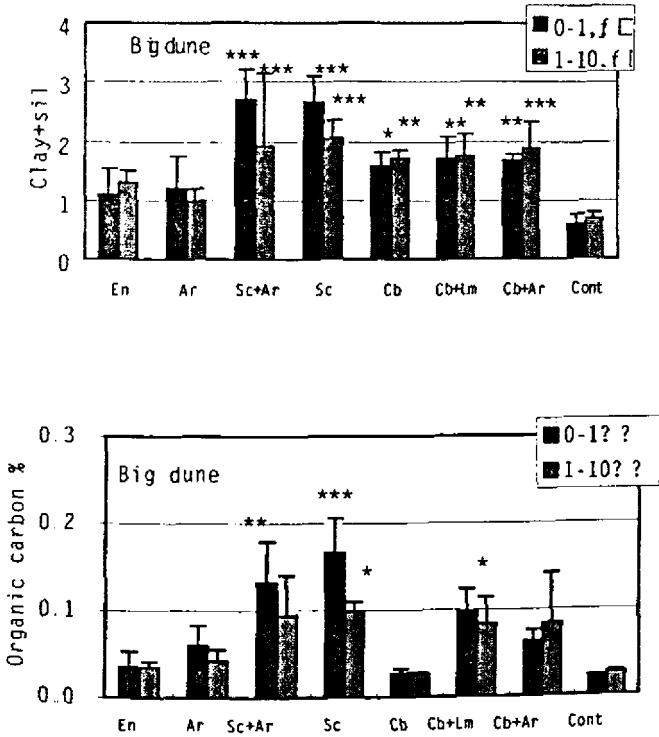 4
3
2
1
0
Clay+sil
Big dune
0-1, f
1-10, f
*** *** *** *** * ** ** ** ** ***
En Ar Sc+Ar Sc Cb Cb+Lm Cb+Ar Cont
0.3
0.2
0.1
0.0
Organic carbon %
Big dune
0-1? ?
1-10? ?
** *** * *
En Ar Sc+Ar Sc Cb Cb+Lm Cb+Ar Cont